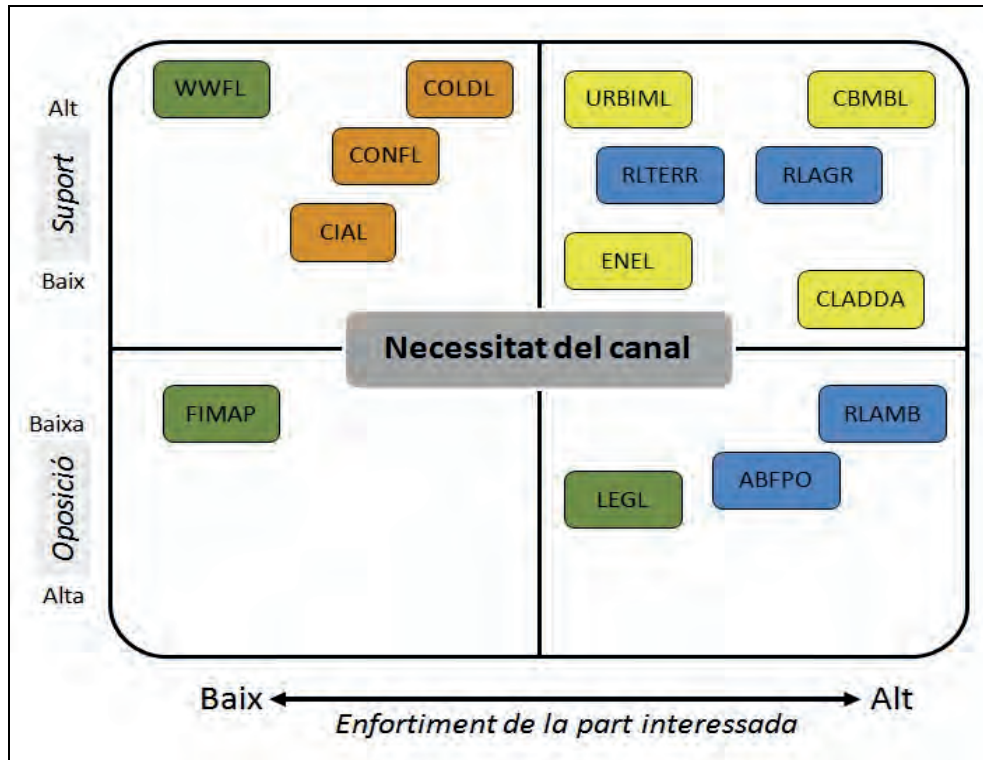 WWFL
COLDL
URBIML
CBMBL
Alt
CONFL
RLTERR
RLAGR
Suport
CIAL
ENEL
Baix
CLADDA
Necessitat del canal
FIMAP
RLAMB
Baixa
ABFPO
LEGL
Oposició
Alta
Baix
Alt
Enfortiment de la part interessada